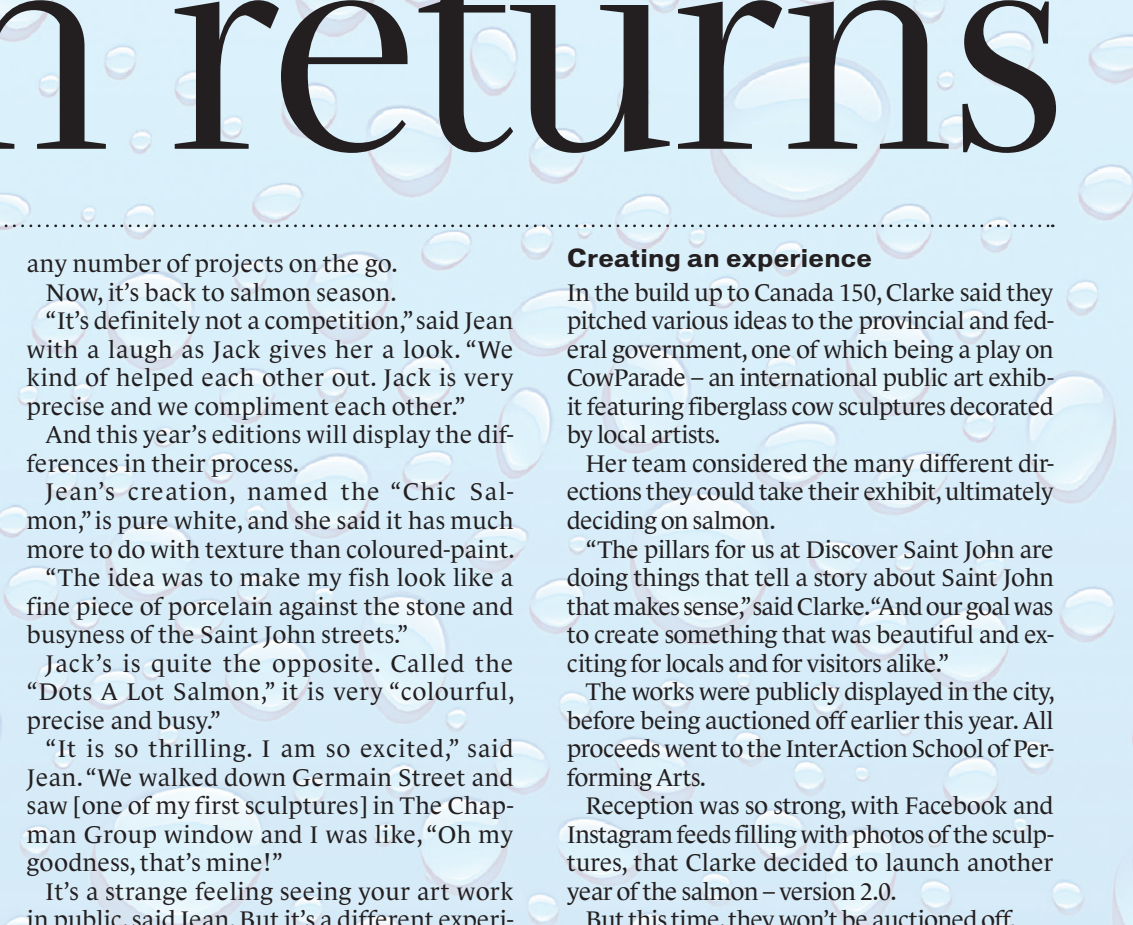 n returns
any number of projects on the go.
Now, it's back to salmon season.
“It's definitely not a competition,” said Jean
with a laugh as Jack gives her a look. “We
kind of helped each other out. Jack is very
precise and we compliment each other.”
And this year's editions will display the dif-
ferences in their process.
Jean's creation, named the “Chic Sal-
mon,” is pure white, and she said it has much
more to do with texture than coloured-paint.
“The idea was to make my fish look like a
fine piece of porcelain against the stone and
busyness of the Saint John streets.”
Jack's is quite the opposite. Called the
“Dots A Lot Salmon,” it is very “colourful,
precise and busy.”
“It is so thrilling. I am so excited,” said
Jean. “We walked down Germain Street and
saw [one of my first sculptures] in The Chap-
man Group window and I was like, “Oh my
goodness, that's mine!”
It's a strange feeling seeing your art work
in public, said Jean. But it's a different experi-
Creating an experience
In the build up to Canada 150, Clarke said they
pitched various ideas to the provincial and fed-
eral government, one of which being a play on
CowParade – an international public art exhib-
it featuring fiberglass cow sculptures decorated
by local artists.
Her team considered the many different dir-
ections they could take their exhibit, ultimately
deciding on salmon.
“The pillars for us at Discover Saint John are
doing things that tell a story about Saint John
that makes sense,” said Clarke. “And our goal was
to create something that was beautiful and ex-
citing for locals and for visitors alike.”
The works were publicly displayed in the city,
before being auctioned off earlier this year. All
proceeds went to the InterAction School of Per-
forming Arts.
Reception was so strong, with Facebook and
Instagram feeds filling with photos of the sculp-
tures, that Clarke decided to launch another
year of the salmon – version 2.0.
But this time, they won't be auctioned off.